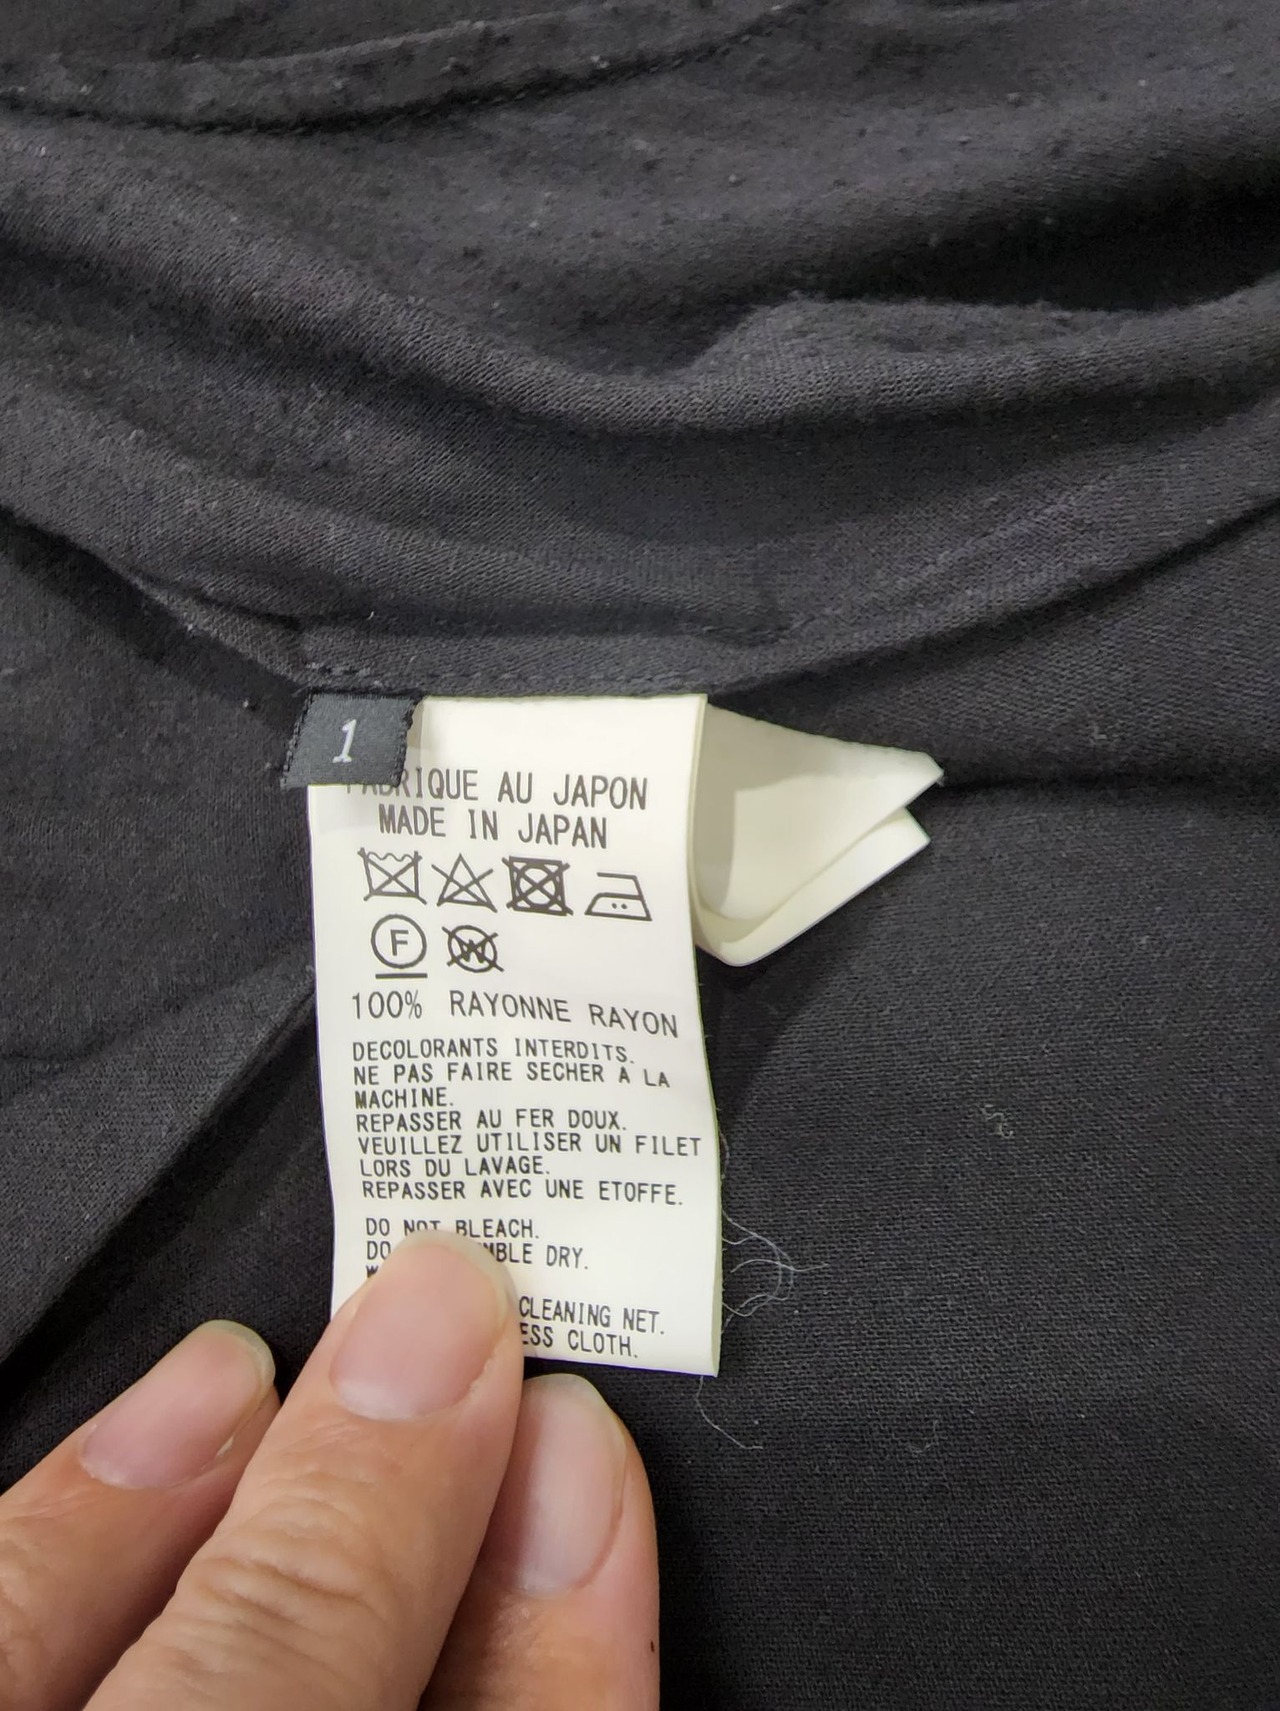 1
FABRIQUE AU JAPON
MADE IN JAPAN
F W
100% RAYONNE RAYON
DECOLORANTS INTERDITS.
NE PAS FAIRE SECHER A LA
MACHINE.
REPASSER AU FER DOUX.
VEUILLEZ UTILISER UN FILET
LORS DU LAVAGE.
REPASSER AVEC UNE ETOFFE.
DO NOT BLEACH.
DO DRY.
CLEANING NET.
CLOTH.